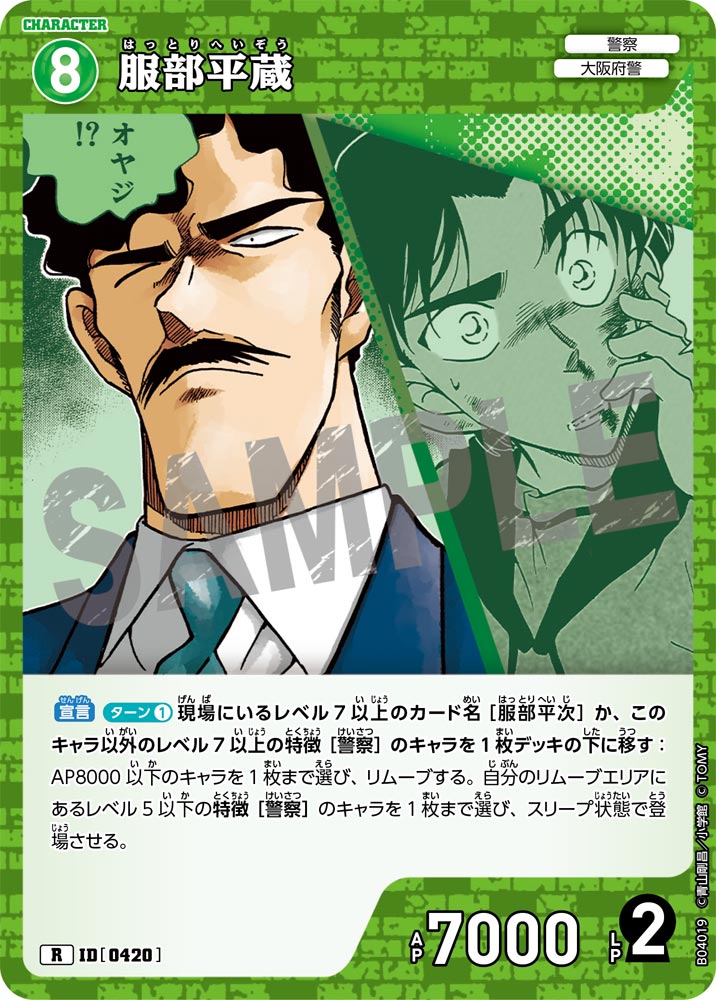 CHARACTER
8
はっとりへいぞう
服部平蔵
警察
大阪府警
オヤジ
!?
SAMPLE
宣言 ターン① 現場にいるレベル7以上のカード名［服部平次］か、この
キャラ以外のレベル7以上の特徴［警察］のキャラを1枚デッキの下に移す：
AP8000以下のキャラを1枚まで選び、リムーブする。自分のリムーブエリアに
あるレベル5以下の特徴［警察］のキャラを1枚まで選び、スリープ状態で登
場させる。
R ID[0420]
AP 7000
LP 2
B04019 ©青山剛昌／小学館 © TOMY